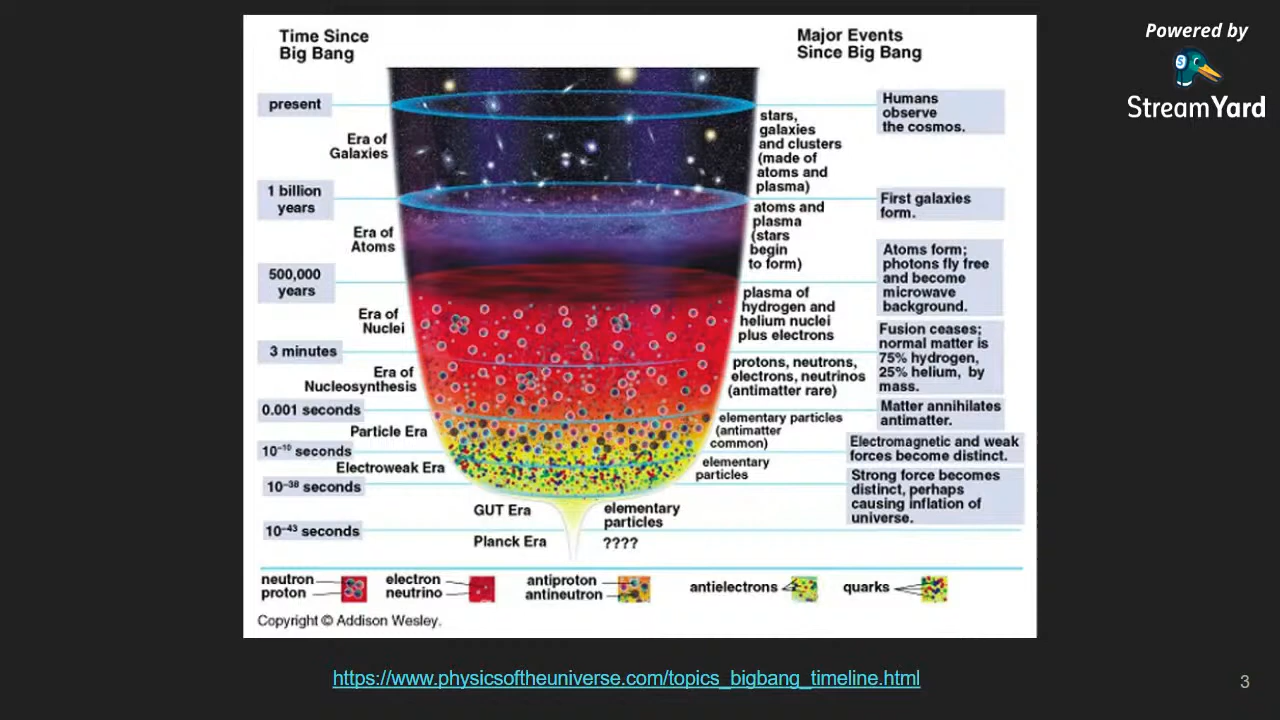 Time Since
Big Bang
Major Events
Since Big Bang
Powered by
StreamYard
present
Humans
observe
the cosmos.
Era of
Galaxies
stars,
galaxies
and clusters
(made of
atoms and
plasma)
1 billion
years
First galaxies
form.
Era of
Atoms
atoms and
plasma
(stars
begin
to form)
500,000
years
Atoms form;
photons fly free
and become
microwave
background.
Era of
Nuclei
plasma of
hydrogen and
helium nuclei
plus electrons
3 minutes
Fusion ceases;
normal matter is
75% hydrogen,
25% helium, by
mass.
Era of
Nucleosynthesis
protons, neutrons,
electrons, neutrinos
(antimatter rare)
0.001 seconds
Matter annihilates
antimatter.
Particle Era
elementary particles
(antimatter
common)
10⁻¹⁰ seconds
Electromagnetic and weak
forces become distinct.
Electroweak Era
elementary
particles
10⁻³⁸ seconds
Strong force becomes
distinct, perhaps
causing inflation of
universe.
GUT Era
elementary
particles
10⁻⁴³ seconds
Planck Era
????
neutron
proton
electron
neutrino
antiproton
antineutron
antielectrons
quarks
Copyright © Addison Wesley.
https://www.physicsoftheuniverse.com/topics_bigbang_timeline.html
3